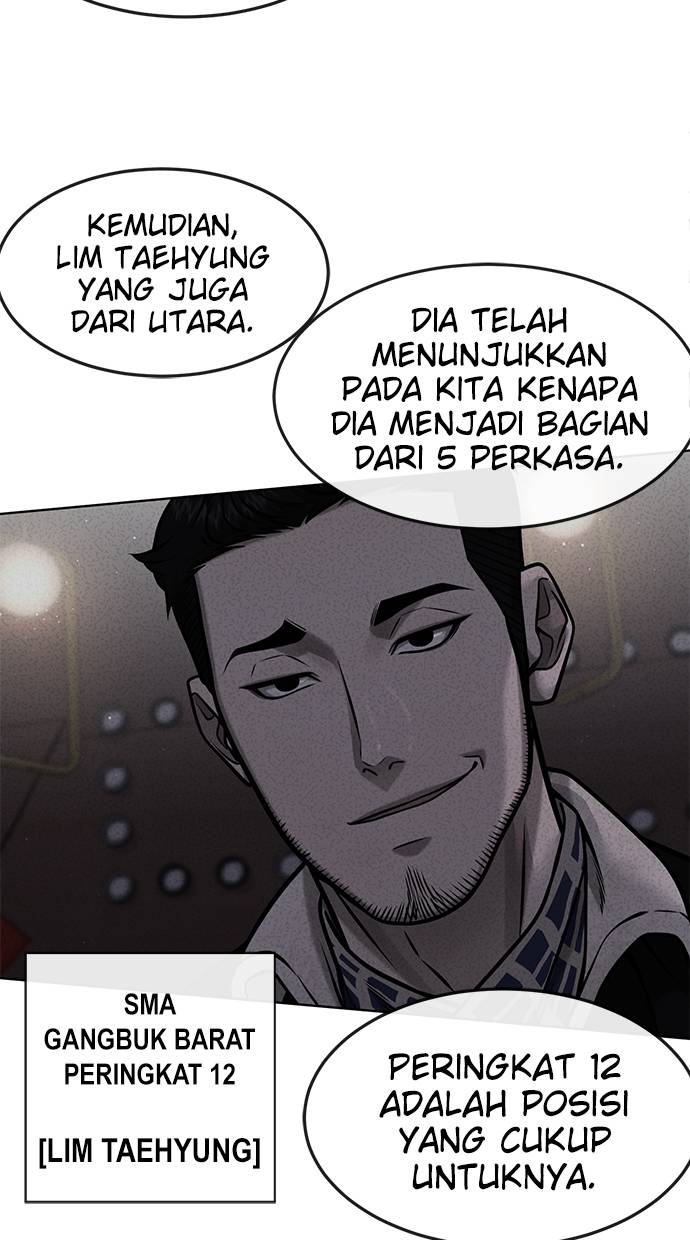 KEMUDIAN,
LIM TAEHYUNG
YANG JUGA
DARI UTARA.
DIA TELAH
MENUNJUKKAN
PADA KITA KENAPA
DIA MENJADI BAGIAN
DARI 5 PERKASA.
SMA
GANGBUK BARAT
PERINGKAT 12
[LIM TAEHYUNG]
PERINGKAT 12
ADALAH POSISI
YANG CUKUP
UNTUKNYA.